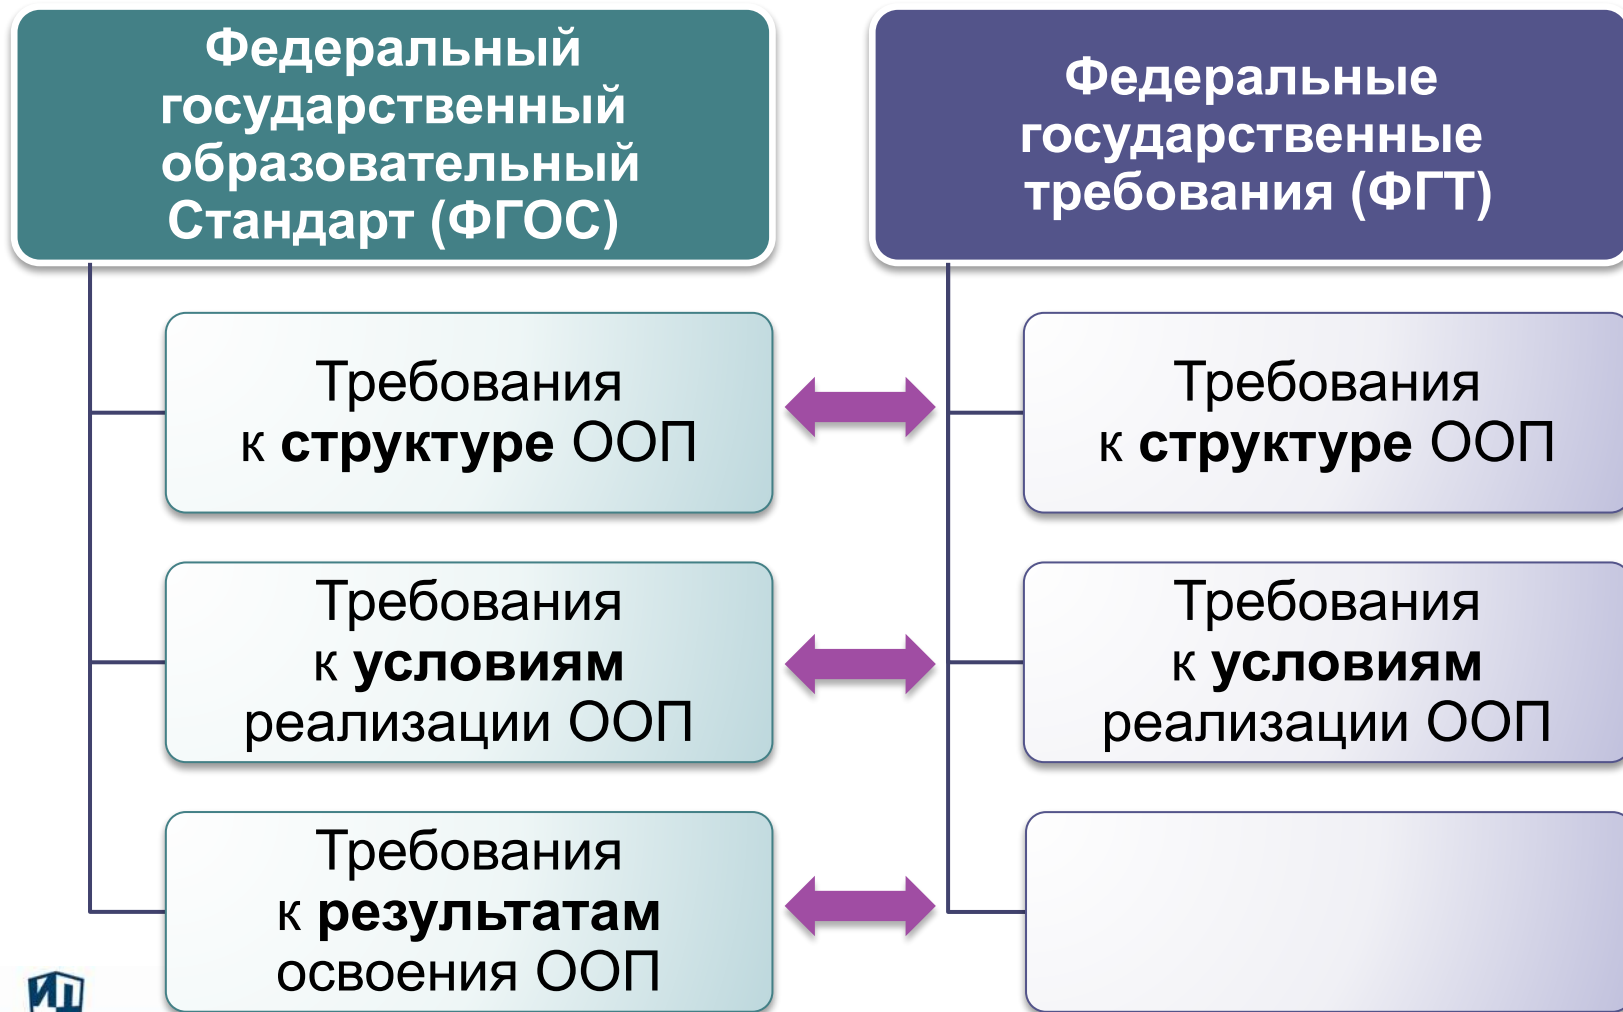 Федеральный
государственный
образовательный
Стандарт (ФГОС)
Требования
к структуре ООП
Требования
к условиям
реализации ООП
Требования
к результатам
освоения ООП
Федеральные
государственные
требования (ФГТ)
Требования
к структуре ООП
Требования
к условиям
реализации ООП